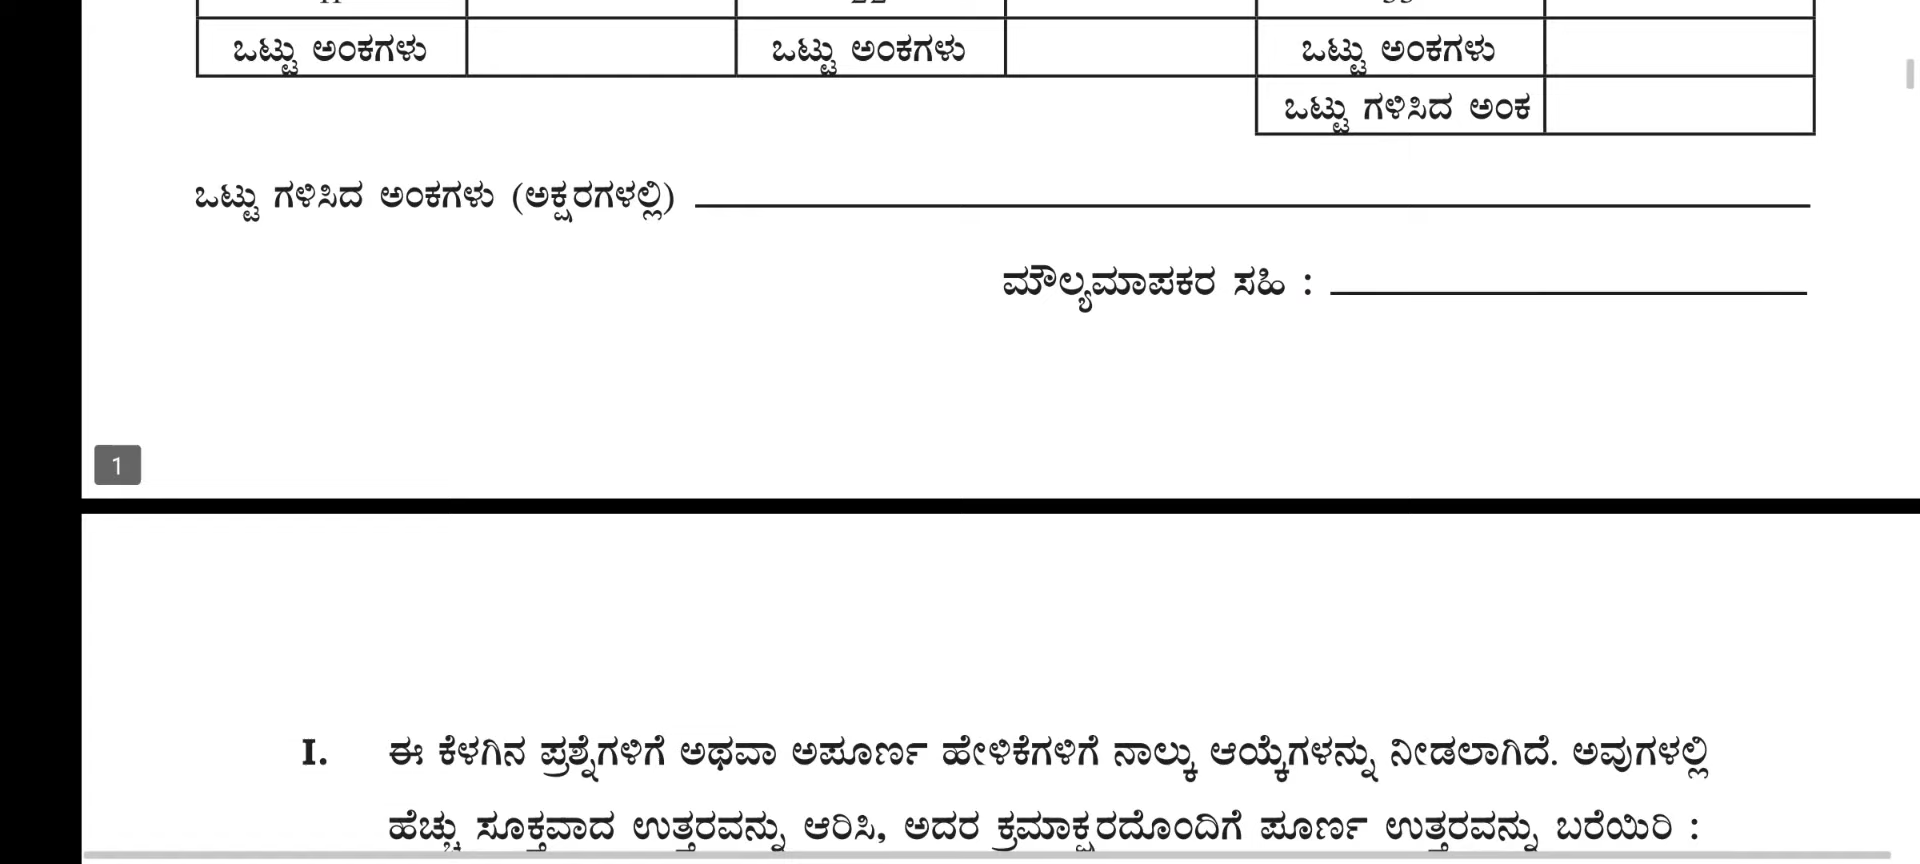 ಒಟ್ಟು ಅಂಕಗಳು ಒಟ್ಟು ಅಂಕಗಳು ಒಟ್ಟು ಅಂಕಗಳು
ಒಟ್ಟು ಗಳಿಸಿದ ಅಂಕ
ಒಟ್ಟು ಗಳಿಸಿದ ಅಂಕಗಳು (ಅಕ್ಷರಗಳಲ್ಲಿ)
ಮೌಲ್ಯಮಾಪಕರ ಸಹಿ :
1
I. ಈ ಕೆಳಗಿನ ಪ್ರಶ್ನೆಗಳಿಗೆ ಅಥವಾ ಅಪೂರ್ಣ ಹೇಳಿಕೆಗಳಿಗೆ ನಾಲ್ಕು ಆಯ್ಕೆಗಳನ್ನು ನೀಡಲಾಗಿದೆ. ಅವುಗಳಲ್ಲಿ
ಹೆಚ್ಚು ಸೂಕ್ತವಾದ ಉತ್ತರವನ್ನು ಆರಿಸಿ, ಅದರ ಕ್ರಮಾಕ್ಷರದೊಂದಿಗೆ ಪೂರ್ಣ ಉತ್ತರವನ್ನು ಬರೆಯಿರಿ :